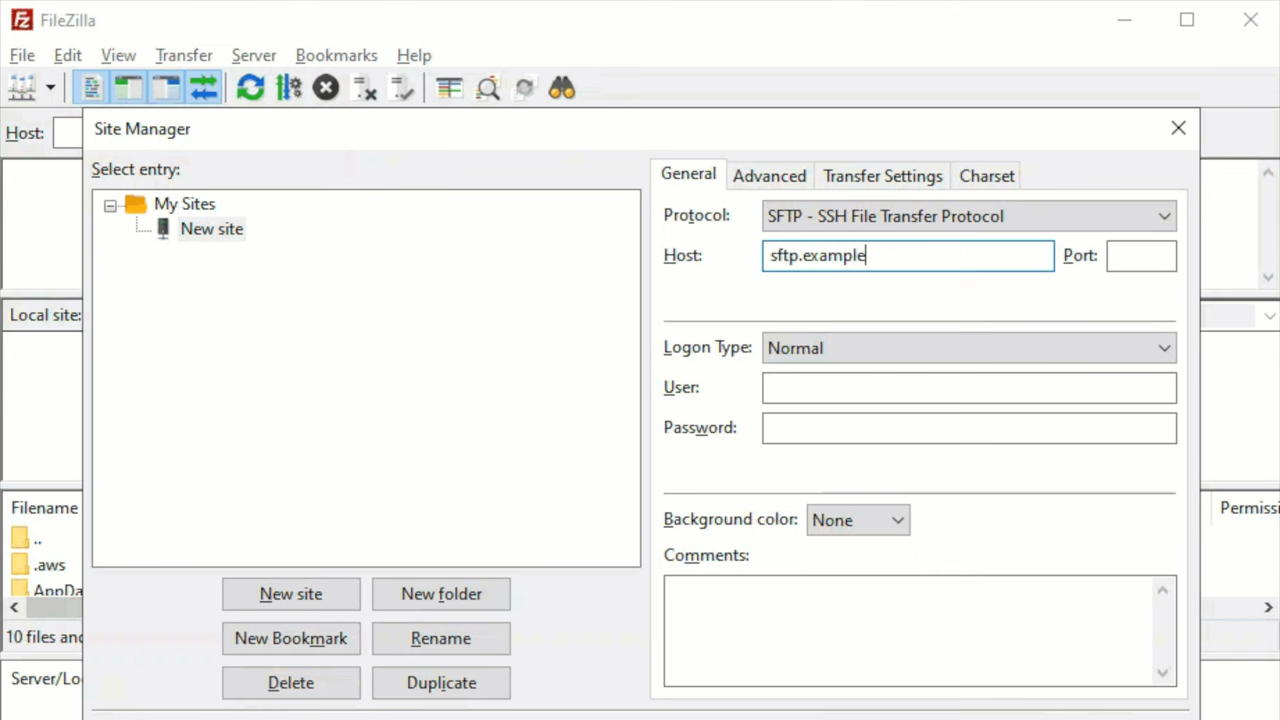 FileZilla
File Edit View Transfer Server Bookmarks Help
Host:
Site Manager
Select entry:
My Sites
New site
General Advanced Transfer Settings Charset
Protocol: SFTP - SSH File Transfer Protocol
Host: sftp.example Port:
Logon Type: Normal
User:
Password:
Background color: None
Comments:
New site New folder
New Bookmark Rename
Delete Duplicate
Local site:
Filename
..
.aws
AppDa
10 files and
Server/Lo
Permissi